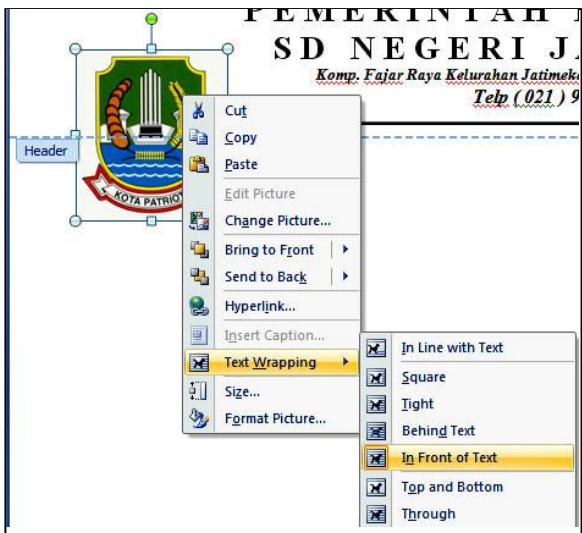 PEMERINTAH
SD NEGERI J
Komp. Fajar Raya Kelurahan Jatimek
Telp ( 021 ) 9
Header
KOTA PATRIOT
Cut
Copy
Paste
Edit Picture
Change Picture...
Bring to Front
Send to Back
Hyperlink...
Insert Caption...
Text Wrapping
Size...
Format Picture...
In Line with Text
Square
Tight
Behind Text
In Front of Text
Top and Bottom
Through